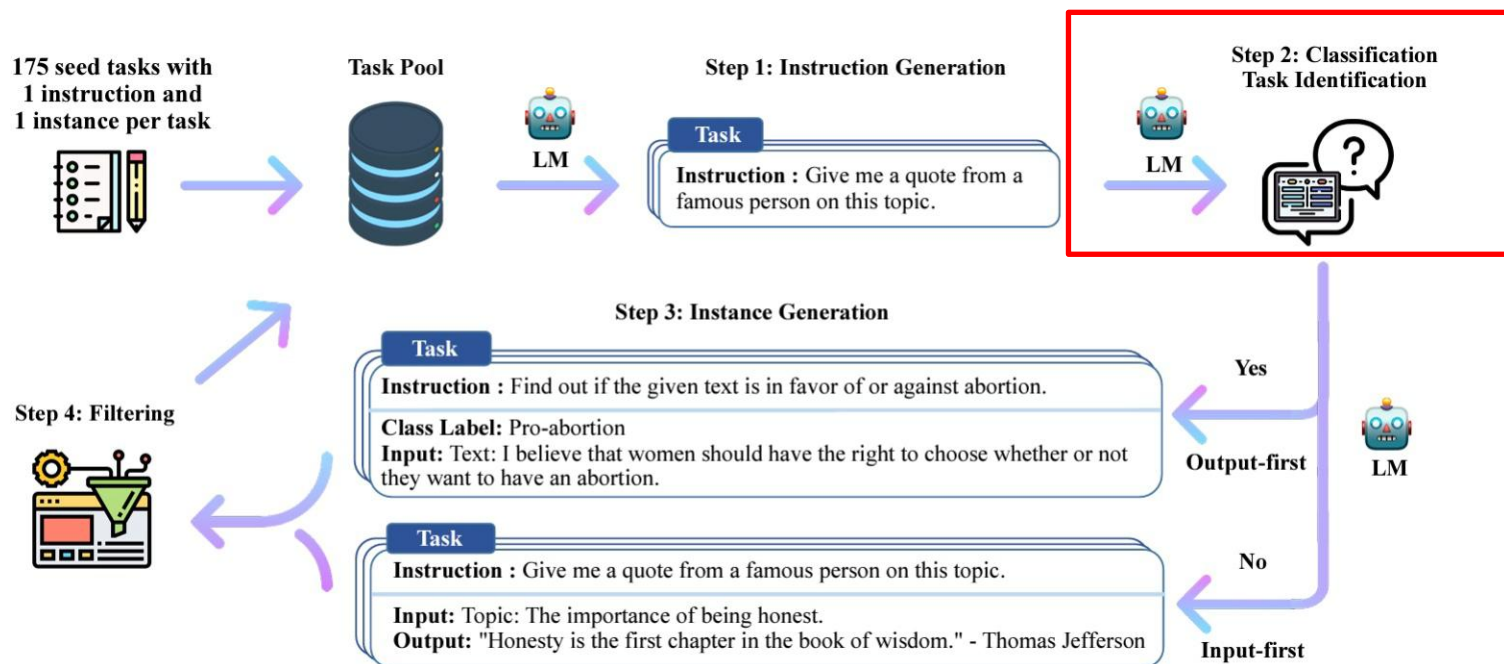 175 seed tasks with
1 instruction and
1 instance per task
Task Pool
LM
Step 1: Instruction Generation
Task
Instruction : Give me a quote from a
famous person on this topic.
LM
Step 2: Classification
Task Identification
?
Step 3: Instance Generation
Task
Instruction : Find out if the given text is in favor of or against abortion.
Class Label: Pro-abortion
Input: Text: I believe that women should have the right to choose whether or not
they want to have an abortion.
Yes
Output-first
LM
Step 4: Filtering
Task
Instruction : Give me a quote from a famous person on this topic.
Input: Topic: The importance of being honest.
Output: "Honesty is the first chapter in the book of wisdom." - Thomas Jefferson
No
Input-first